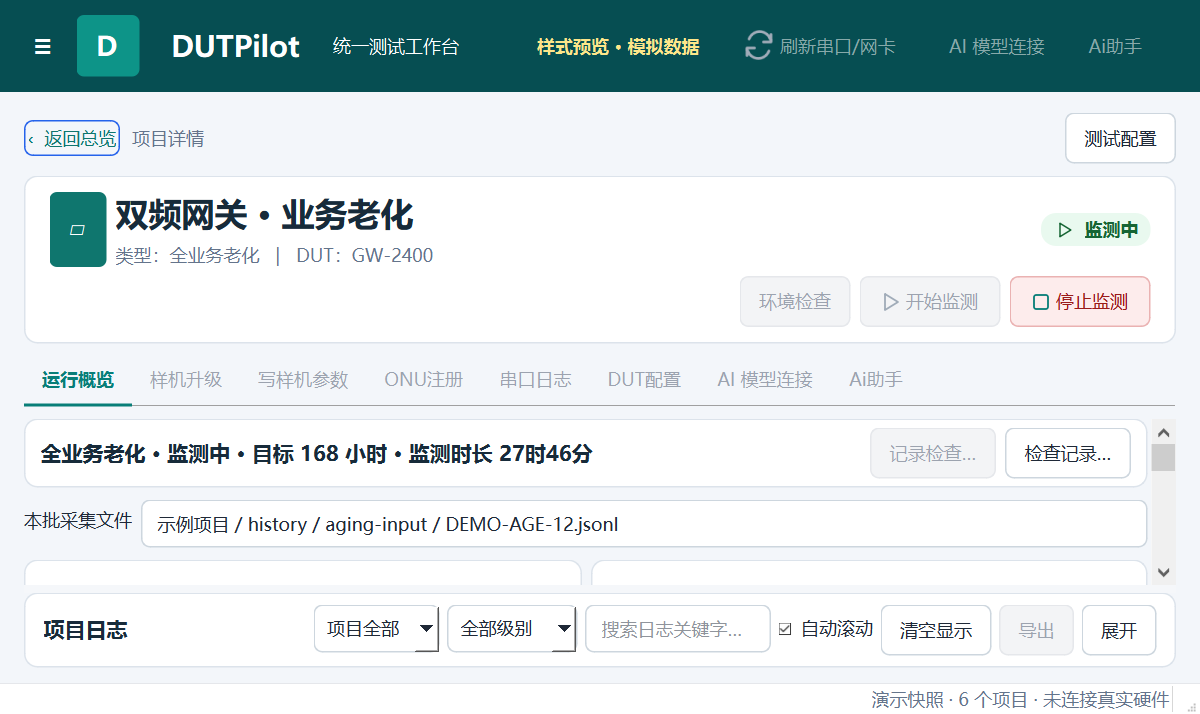 D DUTPilot 统一测试工作台 样式预览 • 模拟数据 刷新串口/网卡 AI 模型连接 Ai助手
‹ 返回总览 项目详情 测试配置
双频网关 • 业务老化
类型：全业务老化 | DUT：GW-2400
监测中
环境检查 开始监测 停止监测
运行概览 样机升级 写样机参数 ONU注册 串口日志 DUT配置 AI 模型连接 Ai助手
全业务老化 • 监测中 • 目标 168 小时 • 监测时长 27时46分 记录检查... 检查记录...
本批采集文件 示例项目 / history / aging-input / DEMO-AGE-12.jsonl
项目日志 项目全部 全部级别 搜索日志关键字... 自动滚动 清空显示 导出 展开
演示快照 · 6 个项目 · 未连接真实硬件